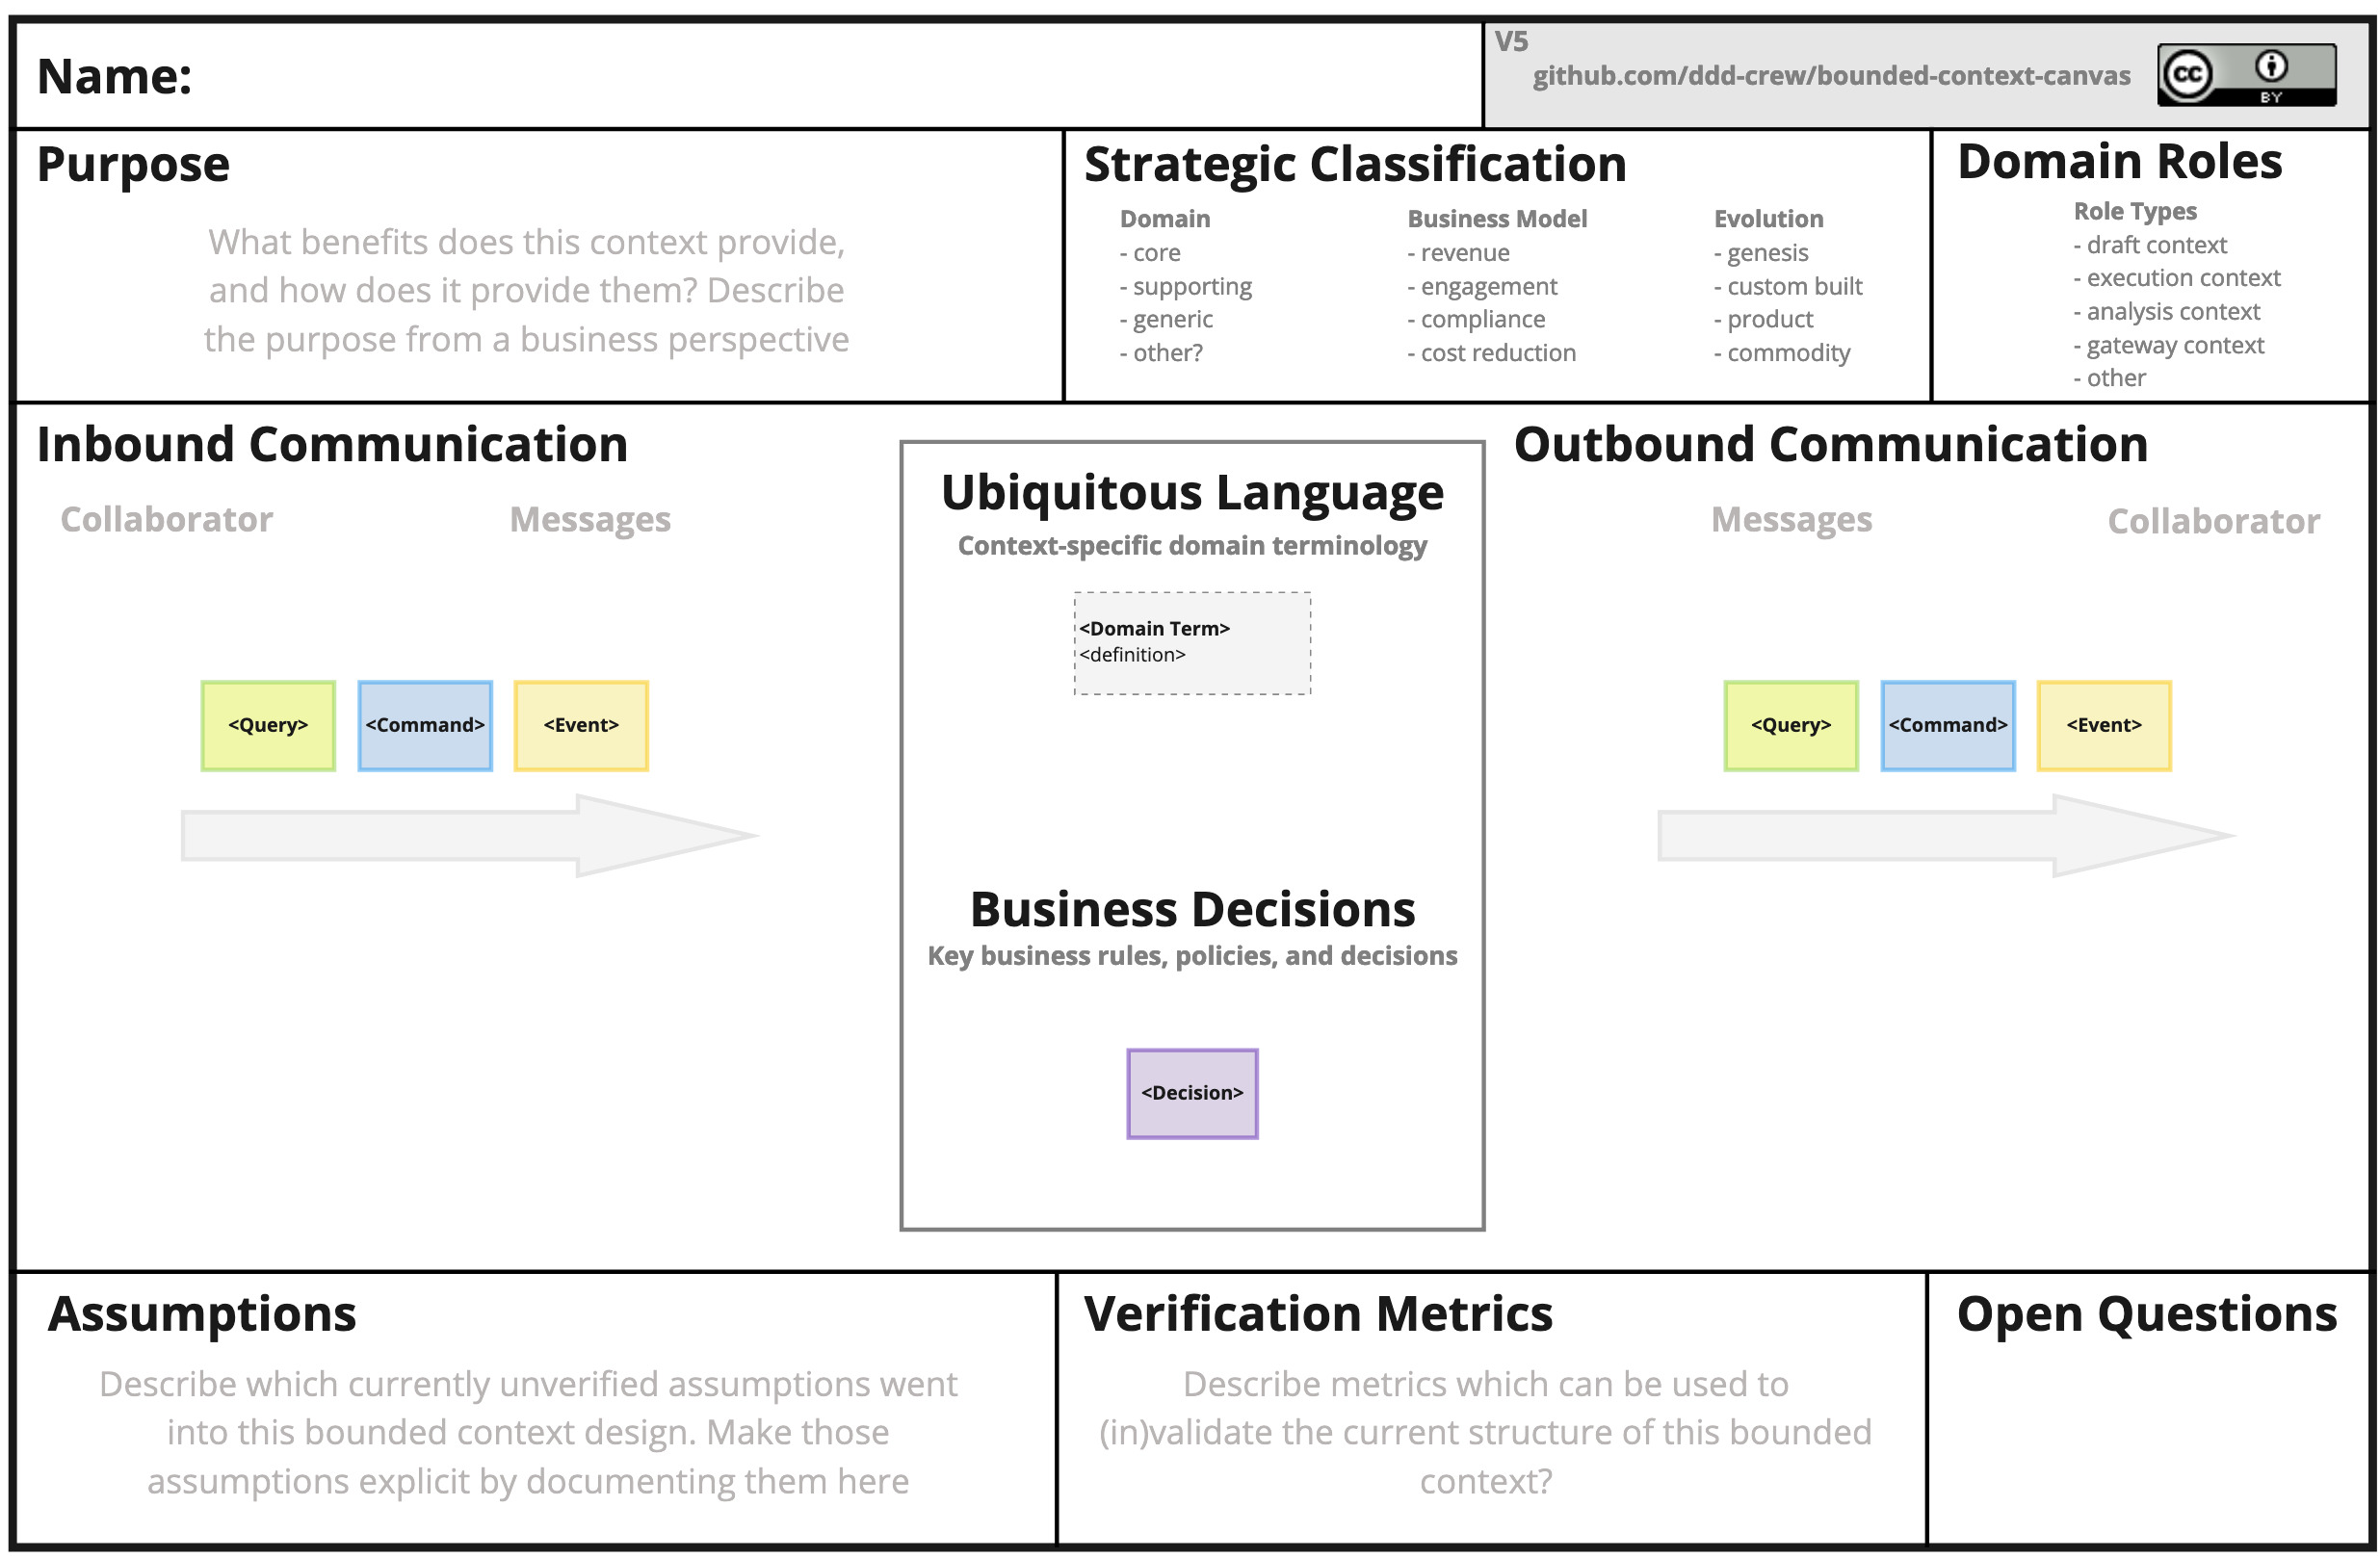 Name:
V5
github.com/ddd-crew/bounded-context-canvas
cc
BY
Purpose
What benefits does this context provide,
and how does it provide them? Describe
the purpose from a business perspective
Strategic Classification
Domain
- core
- supporting
- generic
- other?
Business Model
- revenue
- engagement
- compliance
- cost reduction
Evolution
- genesis
- custom built
- product
- commodity
Domain Roles
Role Types
- draft context
- execution context
- analysis context
- gateway context
- other
Inbound Communication
Collaborator
Messages
<Query>
<Command>
<Event>
Ubiquitous Language
Context-specific domain terminology
<Domain Term>
<definition>
Business Decisions
Key business rules, policies, and decisions
<Decision>
Outbound Communication
Messages
Collaborator
<Query>
<Command>
<Event>
Assumptions
Describe which currently unverified assumptions went
into this bounded context design. Make those
assumptions explicit by documenting them here
Verification Metrics
Describe metrics which can be used to
(in)validate the current structure of this bounded
context?
Open Questions